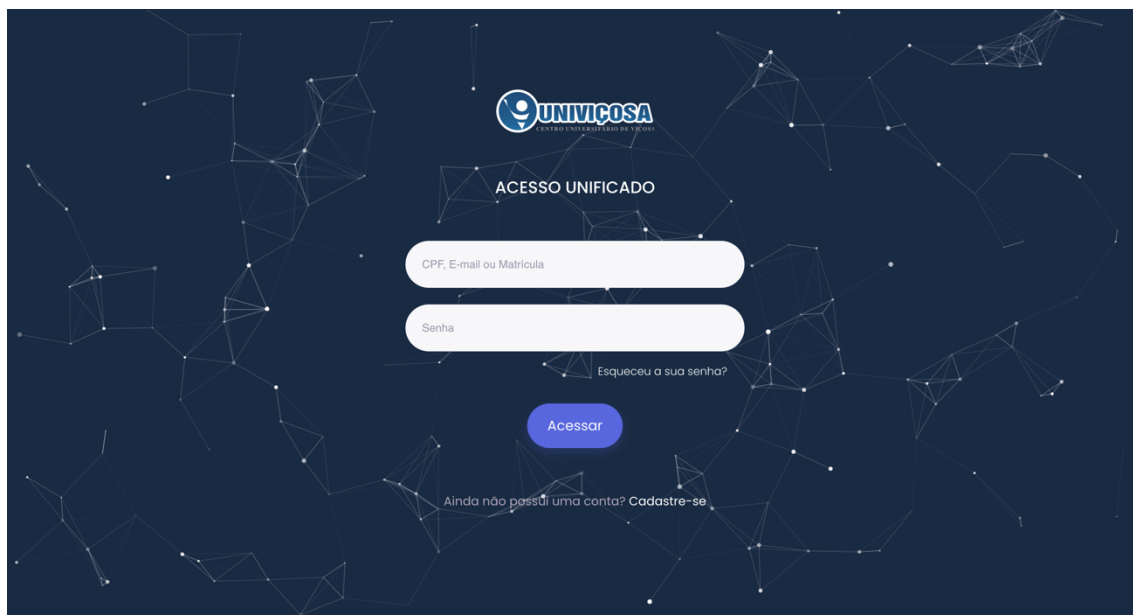 UNIVIÇOSA
CENTRO UNIVERSITÁRIO DE VIÇOSA
ACESSO UNIFICADO
CPF, E-mail ou Matrícula
Senha
Esqueceu a sua senha?
Acessar
Ainda não possui uma conta? Cadastre-se